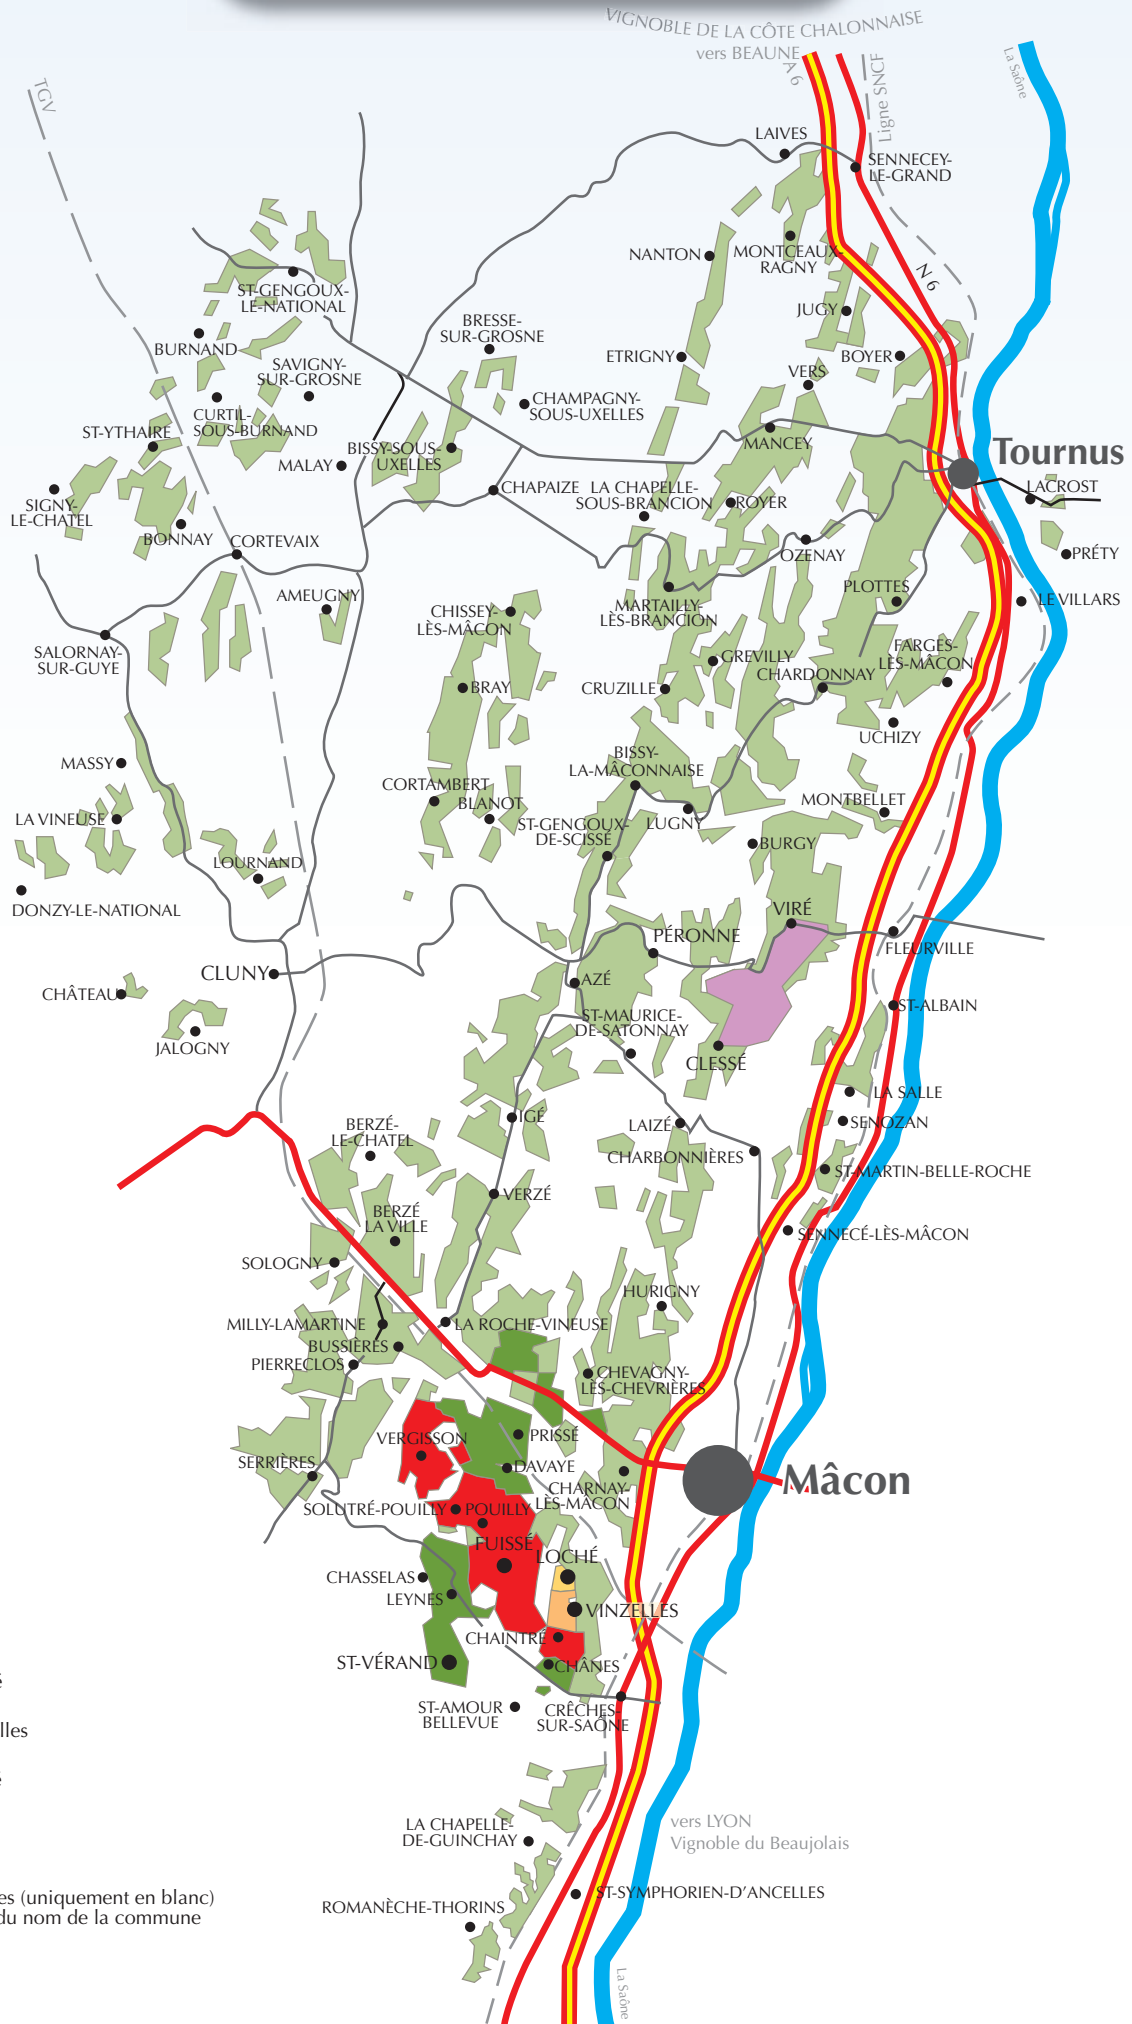 VIGNOBLE DE LA CÔTE CHALONNAISE
vers BEAUNE
A 6
Ligne SNCF
La Saône
TGV
LAIVES
SENNECEY-
LE-GRAND
NANTON
MONTCEAUX-
RAGNY
N 6
ST-GENGOUX-
LE-NATIONAL
JUGY
BRESSE-
SUR-GROSNE
BURNAND
ETRIGNY
BOYER
SAVIGNY-
SUR-GROSNE
VERS
CHAMPAGNY-
SOUS-UXELLES
CURTIL-
SOUS-BURNAND
ST-YTHAIRE
MANCEY
BISSY-SOUS-
UXELLES
Tournus
MALAY
CHAPAIZE
LA CHAPELLE-
SOUS-BRANCION
LACROST
ROYER
SIGNY-
LE-CHATEL
BONNAY
CORTEVAIX
OZENAY
PRÉTY
AMEUGNY
PLOTTES
LE VILLARS
CHISSEY-
LÈS-MÂCON
MARTAILLY-
LÈS-BRANCION
SALORNAY-
SUR-GUYE
FARGES-
LÈS-MÂCON
GREVILLY
CHARDONNAY
BRAY
CRUZILLE
UCHIZY
MASSY
BISSY-
LA-MÂCONNAISE
CORTAMBERT
BLANOT
MONTBELLET
LA VINEUSE
ST-GENGOUX-
DE-SCISSÉ
LUGNY
BURGY
LOURNAND
DONZY-LE-NATIONAL
VIRÉ
PÉRONNE
FLEURVILLE
CLUNY
AZÉ
CHÂTEAU
ST-ALBAIN
ST-MAURICE-
DE-SATONNAY
JALOGNY
CLESSÉ
LA SALLE
IGÉ
LAIZÉ
SENOZAN
BERZÉ-
LE-CHATEL
CHARBONNIÈRES
ST-MARTIN-BELLE-ROCHE
VERZÉ
BERZÉ
LA VILLE
SENNECÉ-LÈS-MÂCON
SOLOGNY
HURIGNY
MILLY-LAMARTINE
LA ROCHE-VINEUSE
BUSSIÈRES
PIERRECLOS
CHEVAGNY-
LÈS-CHEVRIÈRES
VERGISSON
PRISSÉ
SERRIÈRES
DAVAYE
Mâcon
CHARNAY-
LÈS-MÂCON
SOLUTRÉ-POUILLY
POUILLY
FUISSÉ
LOCHÉ
CHASSELAS
LEYNES
VINZELLES
CHAINTRÉ
ST-VÉRAND
CHÂNES
ST-AMOUR
BELLEVUE
CRÊCHES-
SUR-SAÔNE
lles
vers LYON
Vignoble du Beaujolais
LA CHAPELLE-
DE-GUINCHAY
ST-SYMPHORIEN-D'ANCELLES
es (uniquement en blanc)
du nom de la commune
ROMANÈCHE-THORINS
La Saône